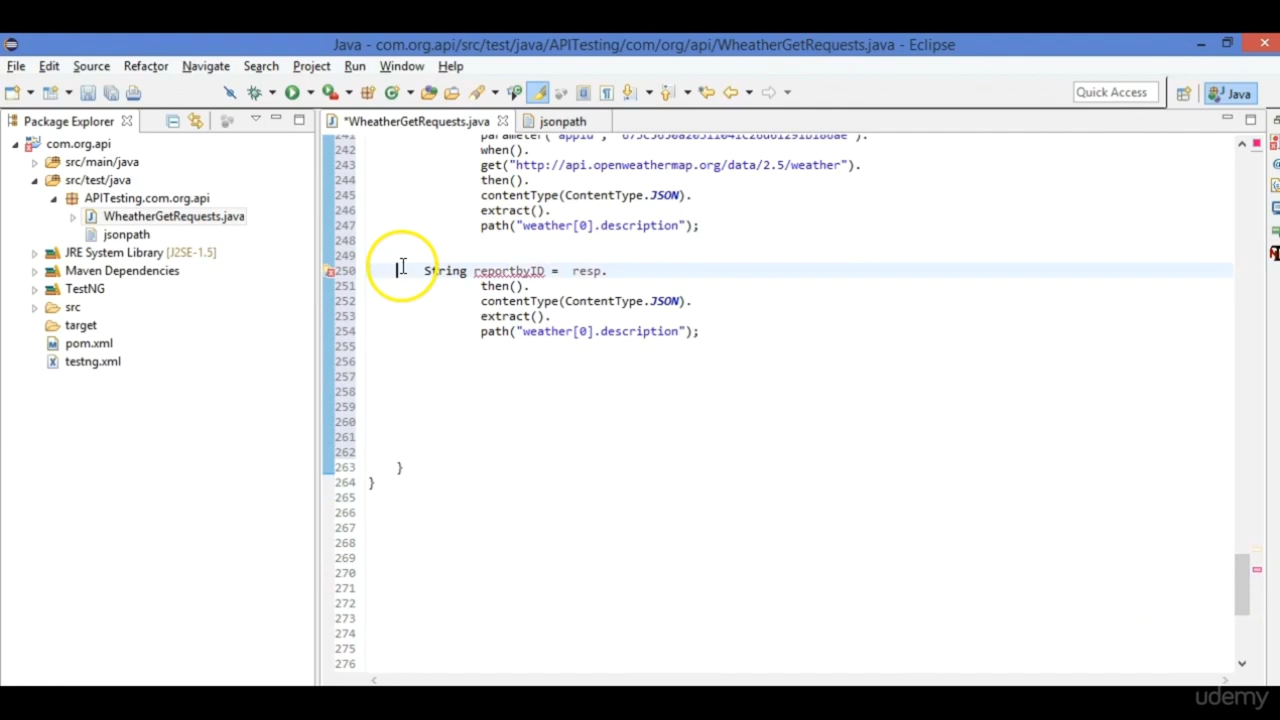 Java - com.org.api/src/test/java/APITesting/com/org/api/WheatherGetRequests.java - Eclipse
File Edit Source Refactor Navigate Search Project Run Window Help
Quick Access Java
Package Explorer *WheatherGetRequests.java jsonpath
com.org.api
src/main/java
src/test/java
APITesting.com.org.api
WheatherGetRequests.java
jsonpath
JRE System Library [J2SE-1.5]
Maven Dependencies
TestNG
src
target
pom.xml
testng.xml
241 parameter("appid",
242 when().
243 get("http://api.openweathermap.org/data/2.5/weather").
244 then().
245 contentType(ContentType.JSON).
246 extract().
247 path("weather[0].description");
248
249
250 String reportbyID = resp.
251 then().
252 contentType(ContentType.JSON).
253 extract().
254 path("weather[0].description");
255
256
257
258
259
260
261
262
263 }
264 }
265
266
267
268
269
270
271
272
273
274
275
276
udemy